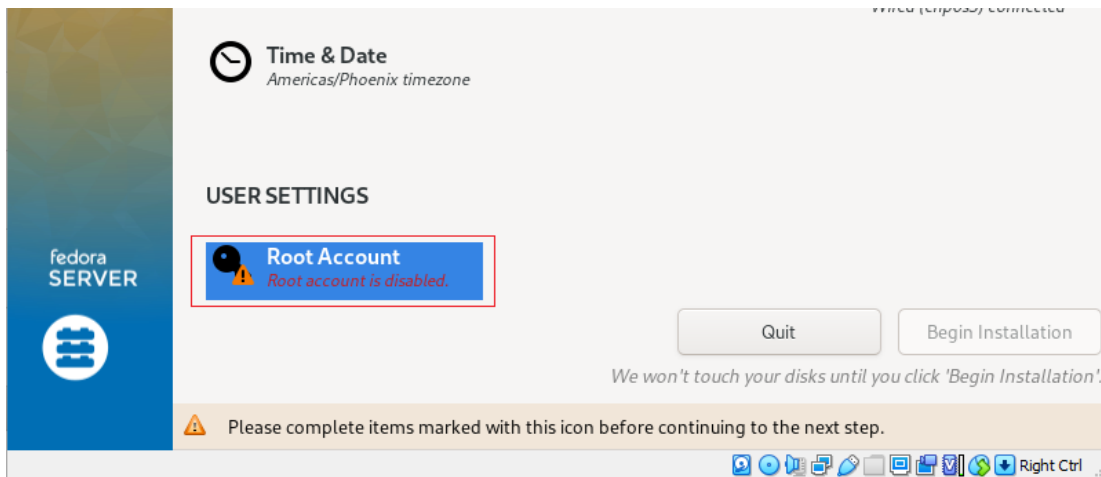 Time & Date
Americas/Phoenix timezone
USER SETTINGS
Root Account
Root account is disabled.
fedora
SERVER
Quit
Begin Installation
We won't touch your disks until you click 'Begin Installation'.
Please complete items marked with this icon before continuing to the next step.
Right Ctrl